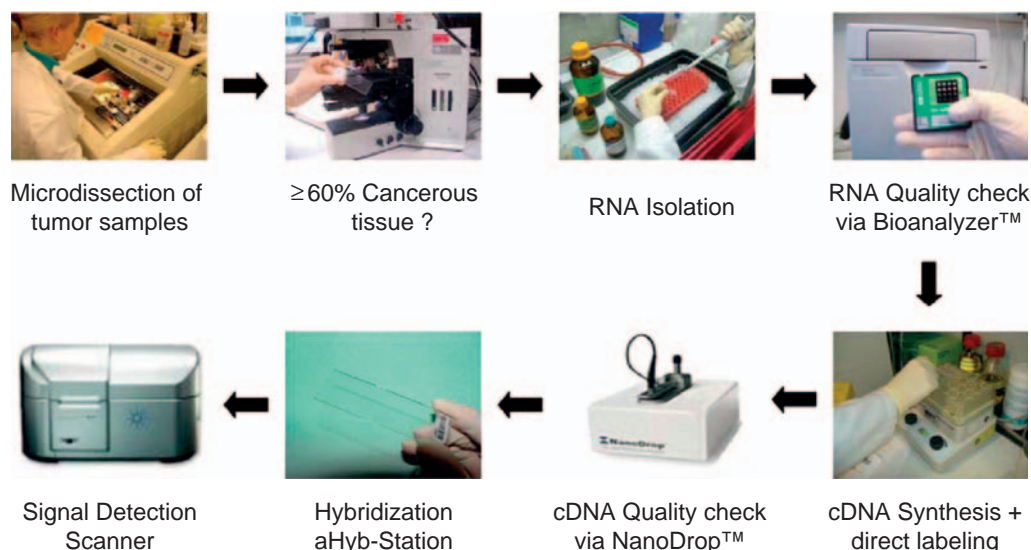 Microdissection of
tumor samples
≥60% Cancerous
tissue ?
RNA Isolation
RNA Quality check
via Bioanalyzer™
NanoDrop
Signal Detection
Scanner
Hybridization
aHyb-Station
cDNA Quality check
via NanoDrop™
cDNA Synthesis +
direct labeling